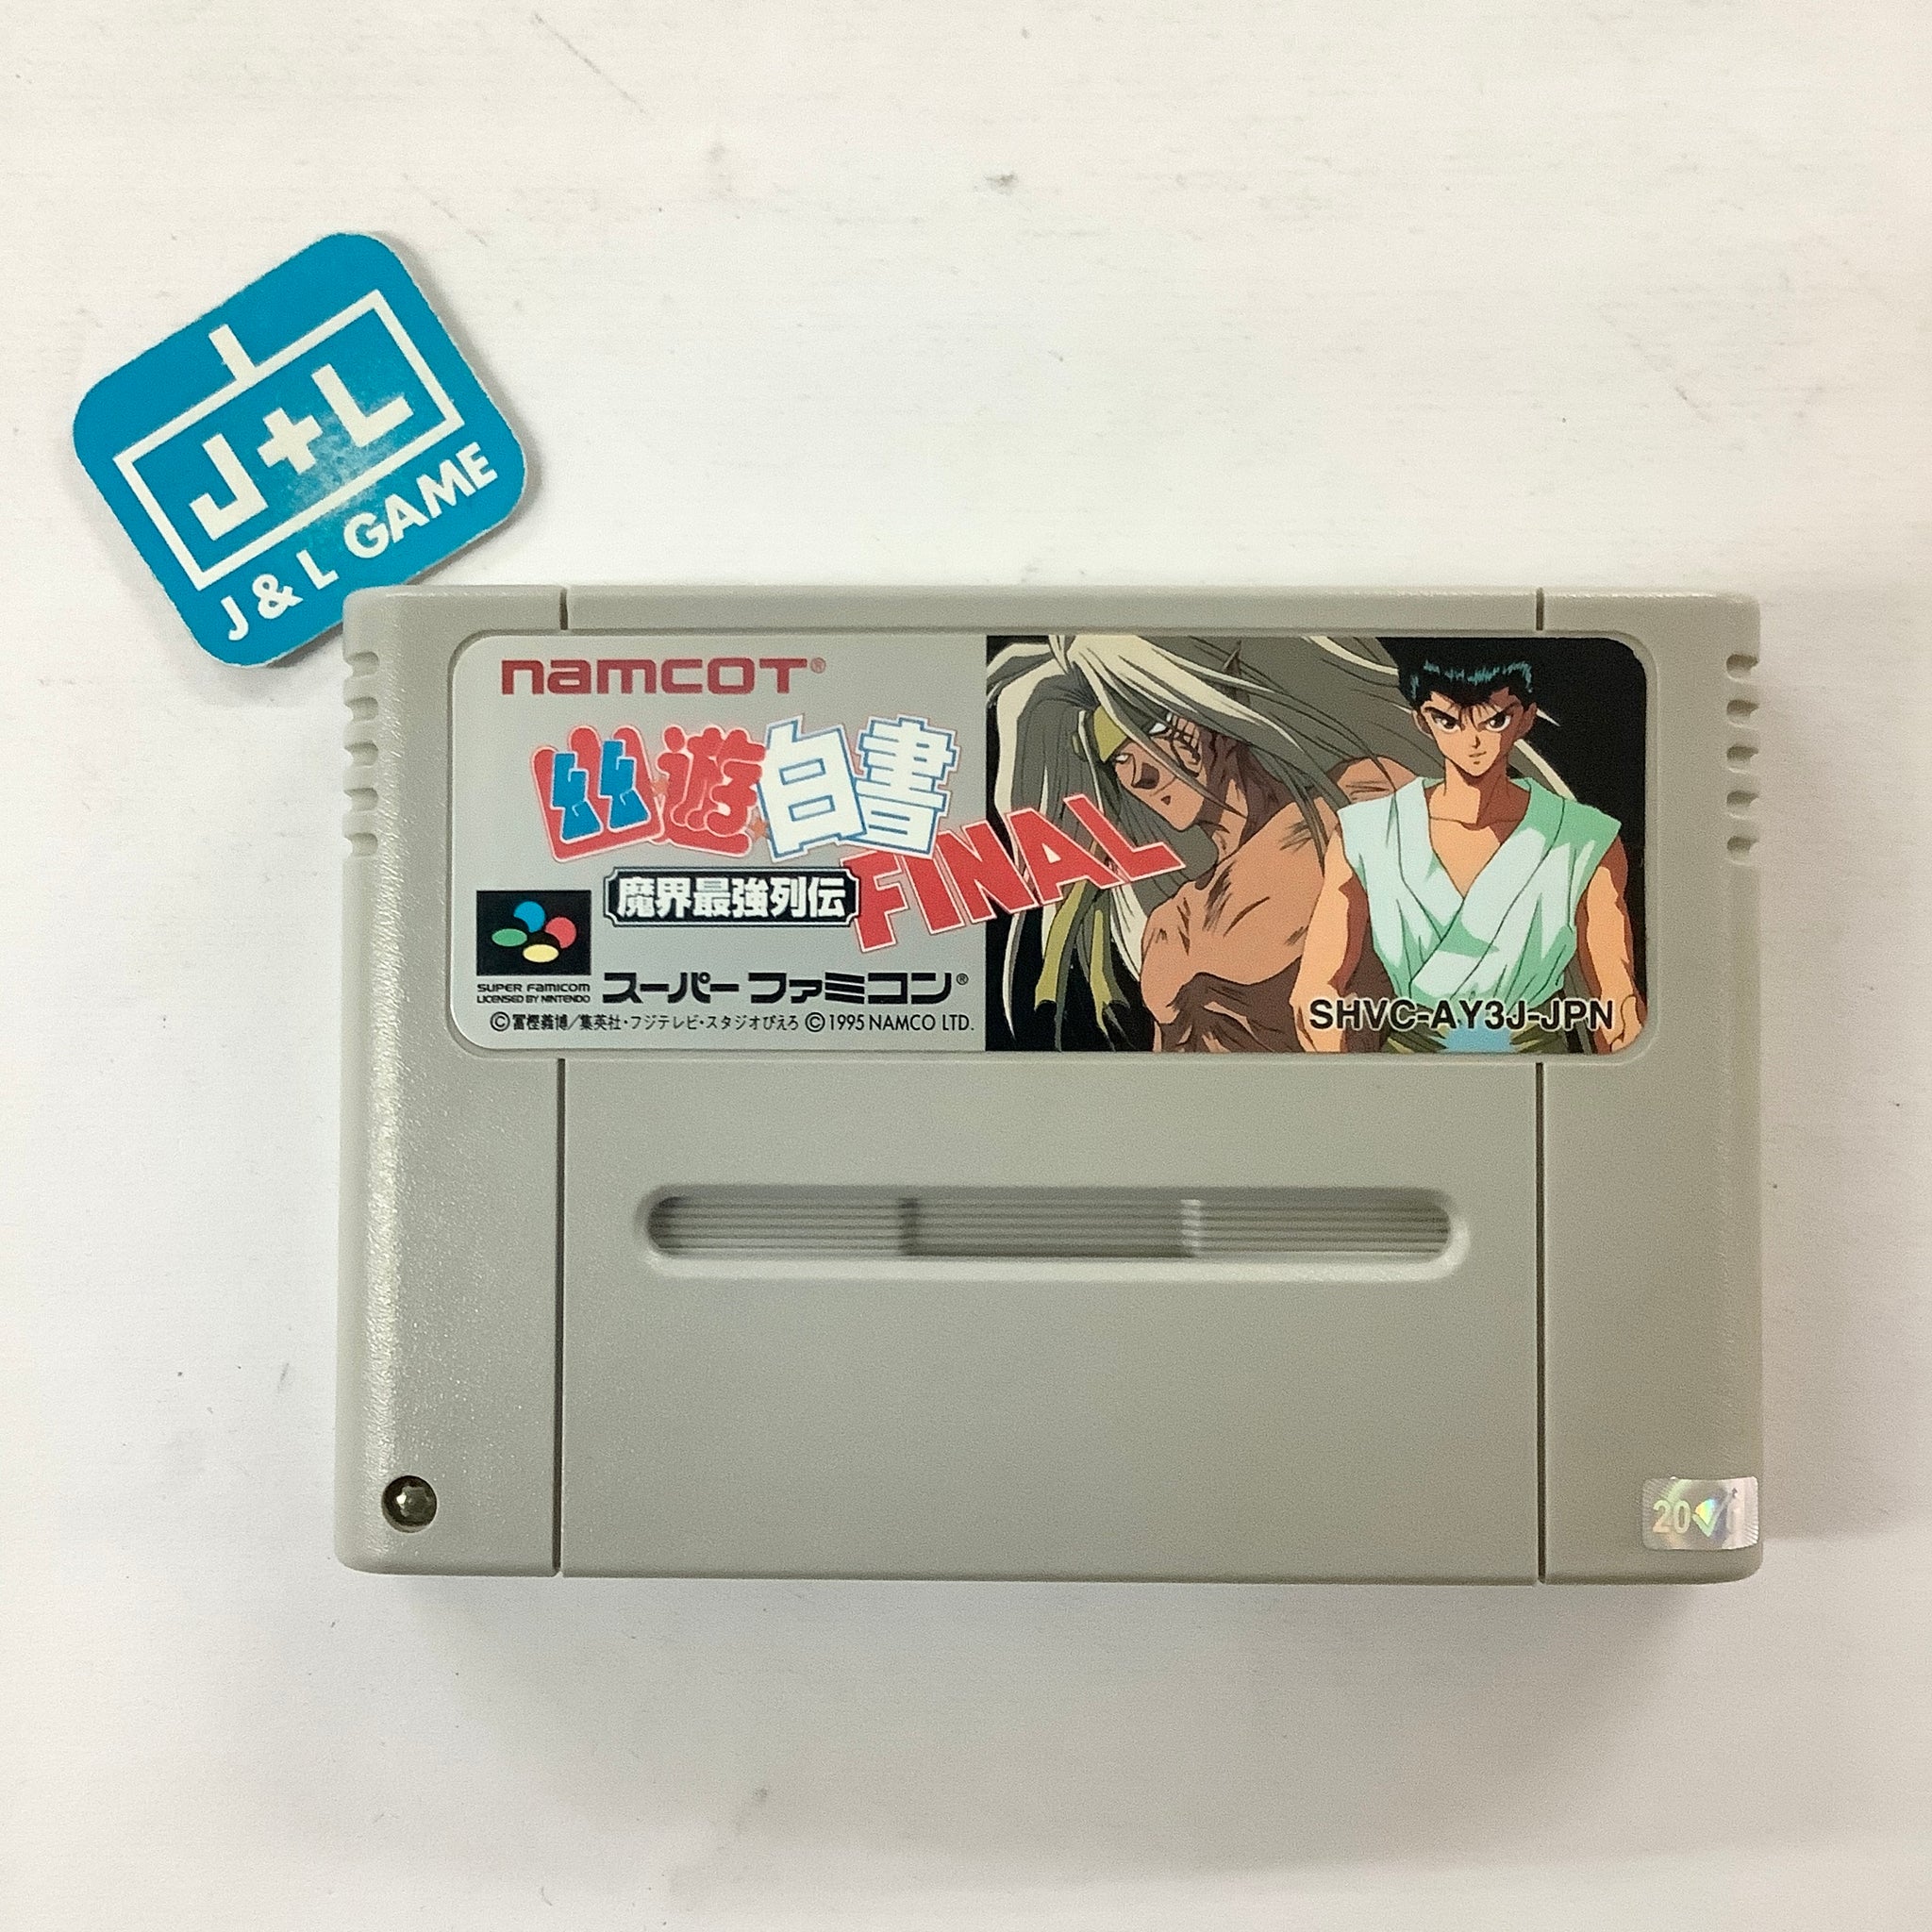 J+L
J & L GAME
namcoT®
幽遊白書
魔界最強列伝 FINAL
SUPER FAMICOM
LICENSED BY NINTENDO
スーパーファミコン®
©冨樫義博/集英社・フジテレビ・スタジオぴえろ ©1995 NAMCO LTD.
SHVC-AY3J-JPN